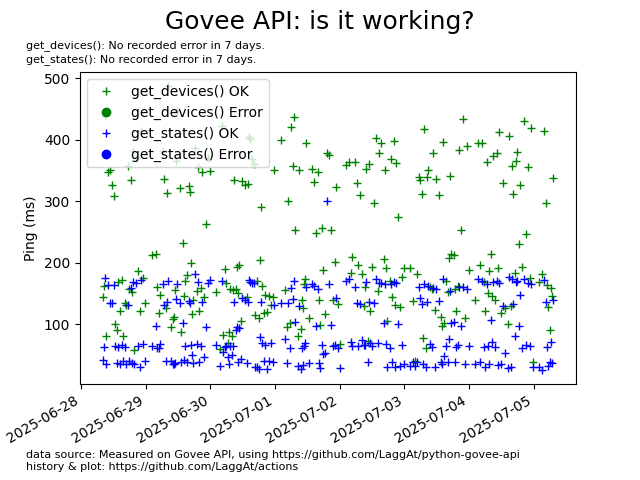 Govee API: is it working?
get_devices(): No recorded error in 7 days.
get_states(): No recorded error in 7 days.
500
400
300
200
100
Ping (ms)
get_devices() OK
get_devices() Error
get_states() OK
get_states() Error
2025-06-28
2025-06-29
2025-06-30
2025-07-01
2025-07-02
2025-07-03
2025-07-04
2025-07-05
data source: Measured on Govee API, using https://github.com/LaggAt/python-govee-api
history & plot: https://github.com/LaggAt/actions